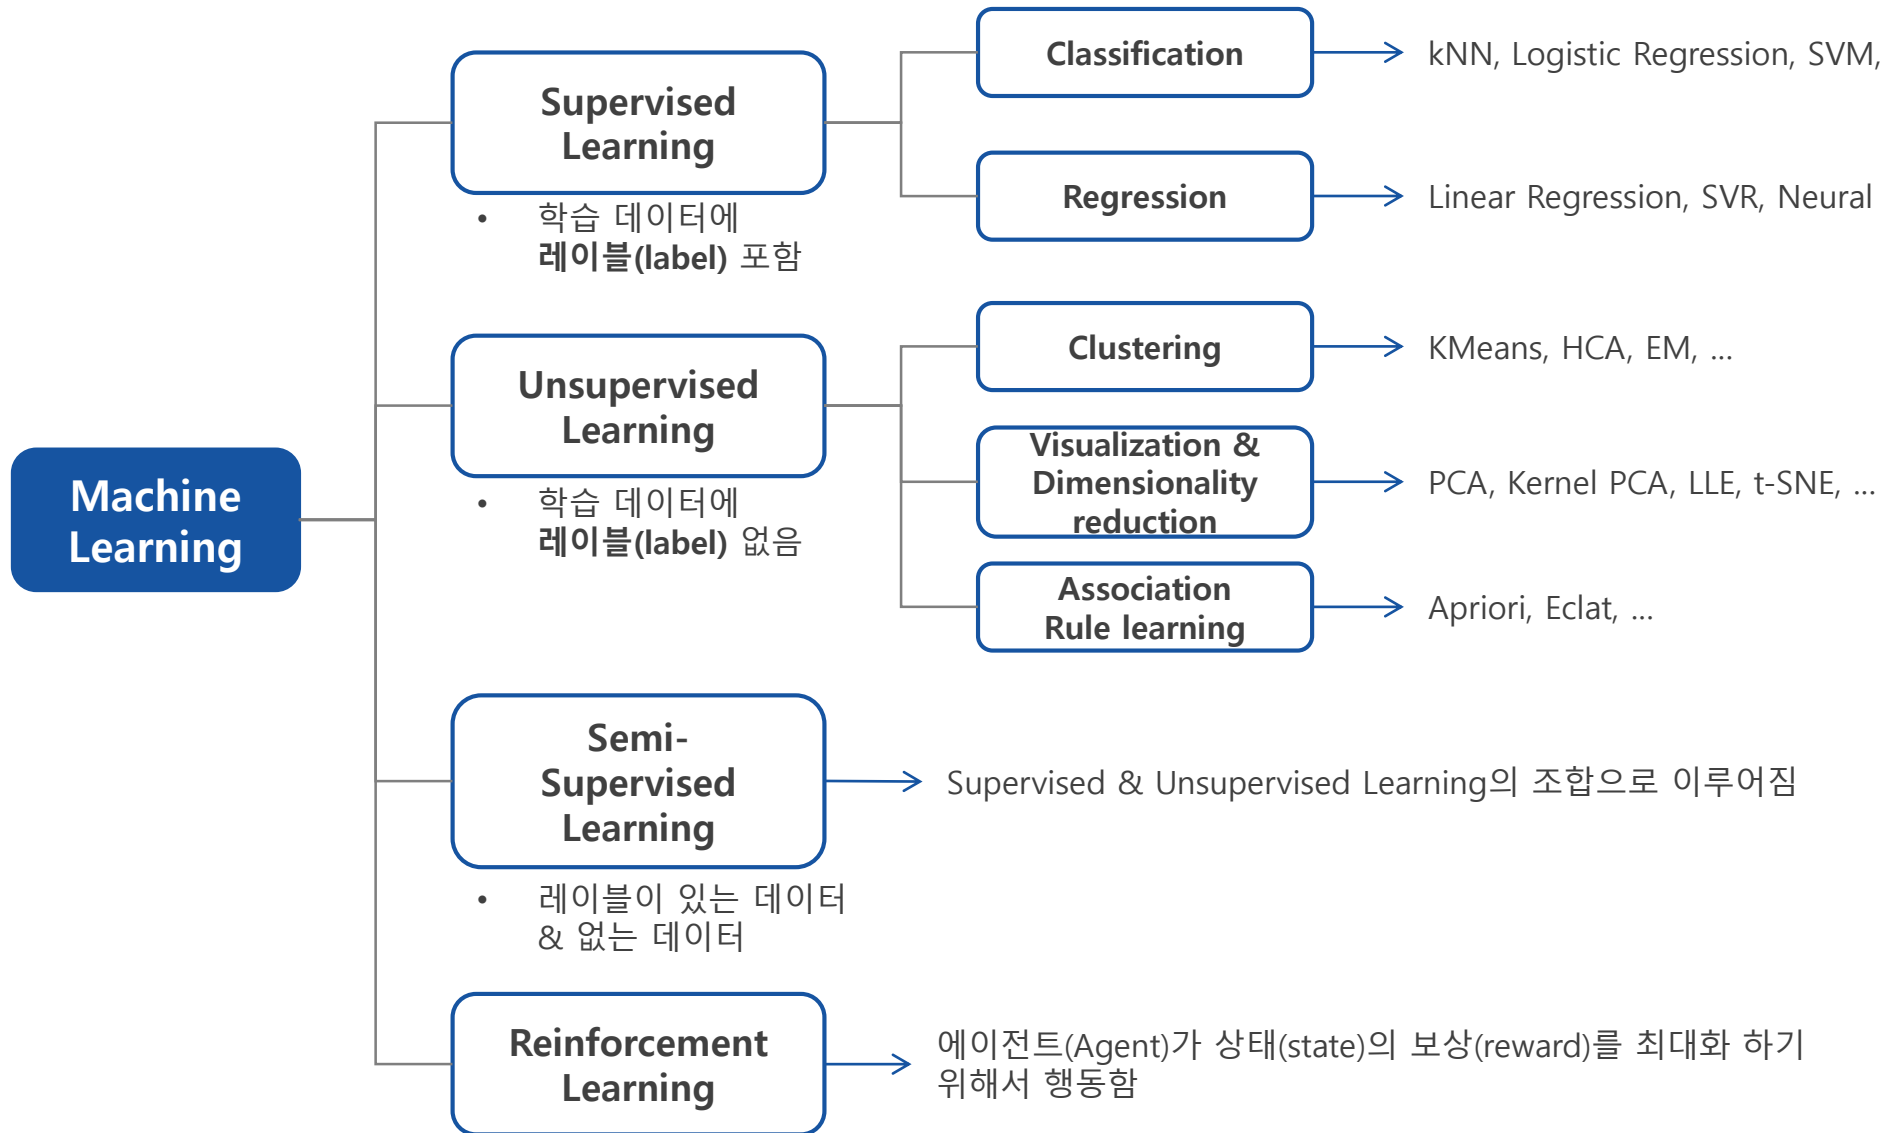 Machine
Learning
Supervised
Learning
• 학습 데이터에
레이블(label) 포함
Classification
kNN, Logistic Regression, SVM,
Regression
Linear Regression, SVR, Neural
Unsupervised
Learning
• 학습 데이터에
레이블(label) 없음
Clustering
KMeans, HCA, EM, ...
Visualization &
Dimensionality
reduction
PCA, Kernel PCA, LLE, t-SNE, ...
Association
Rule learning
Apriori, Eclat, ...
Semi-
Supervised
Learning
• 레이블이 있는 데이터
& 없는 데이터
Supervised & Unsupervised Learning의 조합으로 이루어짐
Reinforcement
Learning
에이전트(Agent)가 상태(state)의 보상(reward)를 최대화 하기
위해서 행동함